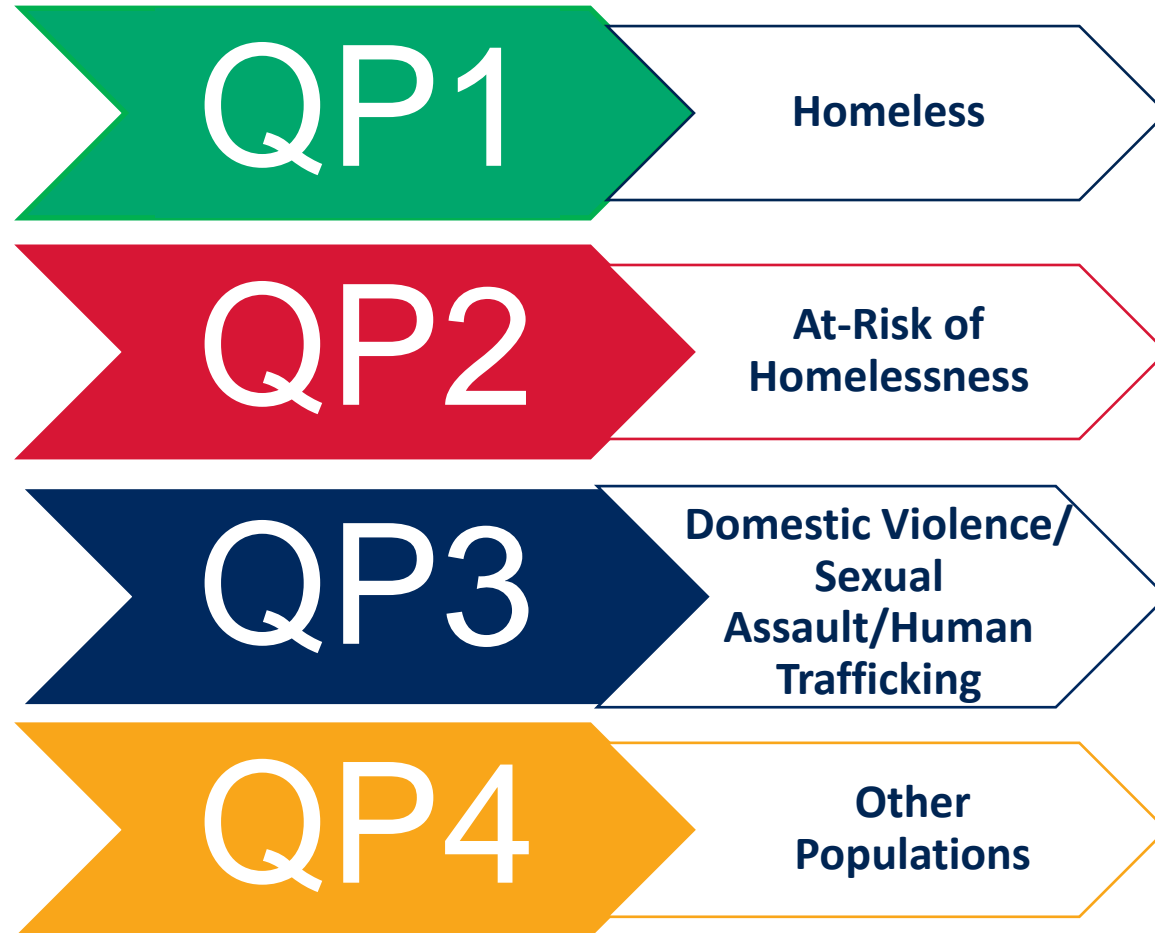 QP1
Homeless
QP2
At-Risk of
Homelessness
QP3
Domestic Violence/
Sexual
Assault/Human
Trafficking
QP4
Other
Populations